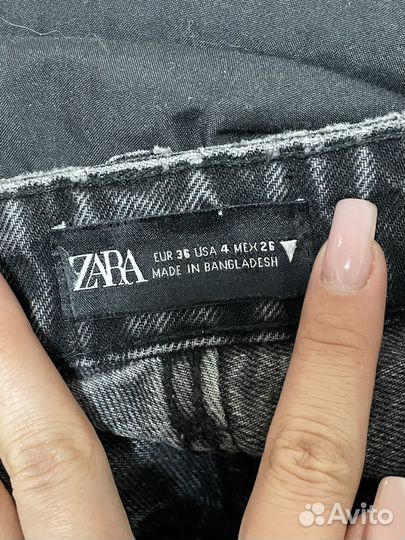 ZARA
EUR 36 USA 4 MEX 26
MADE IN BANGLADESH
Avito